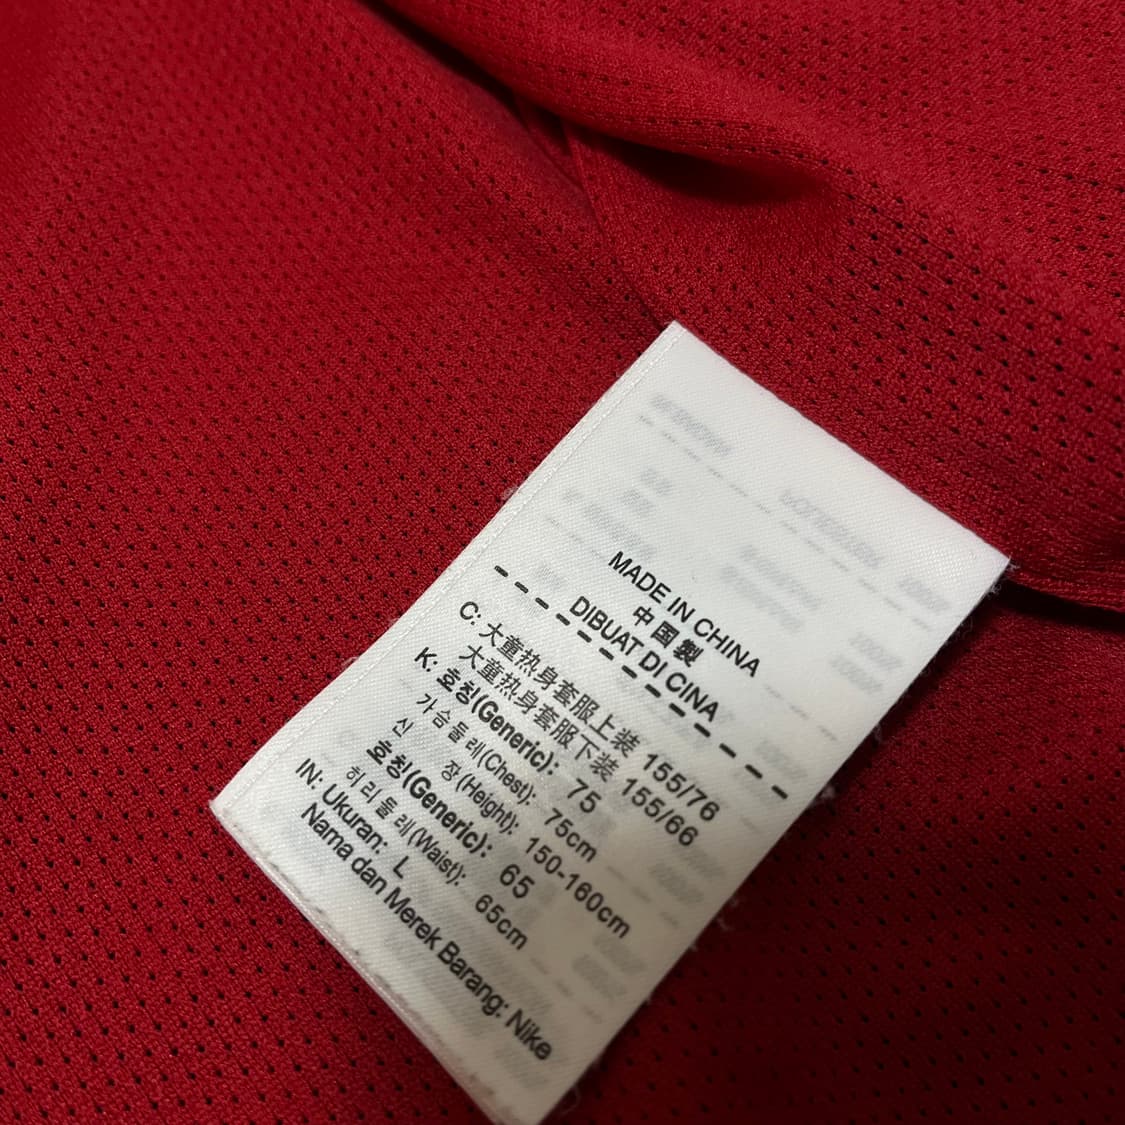 MADE IN CHINA
中国製
DIBUAT DI CINA
C: 大童热身套服上装 155/76
大童热身套服下装 155/66
K: 호칭(Generic): 75
가슴둘레(Chest): 75cm
신 장(Height): 150-160cm
호칭(Generic): 65
허리둘레(Waist): 65cm
IN: Ukuran: L
Nama dan Merek Barang: Nike